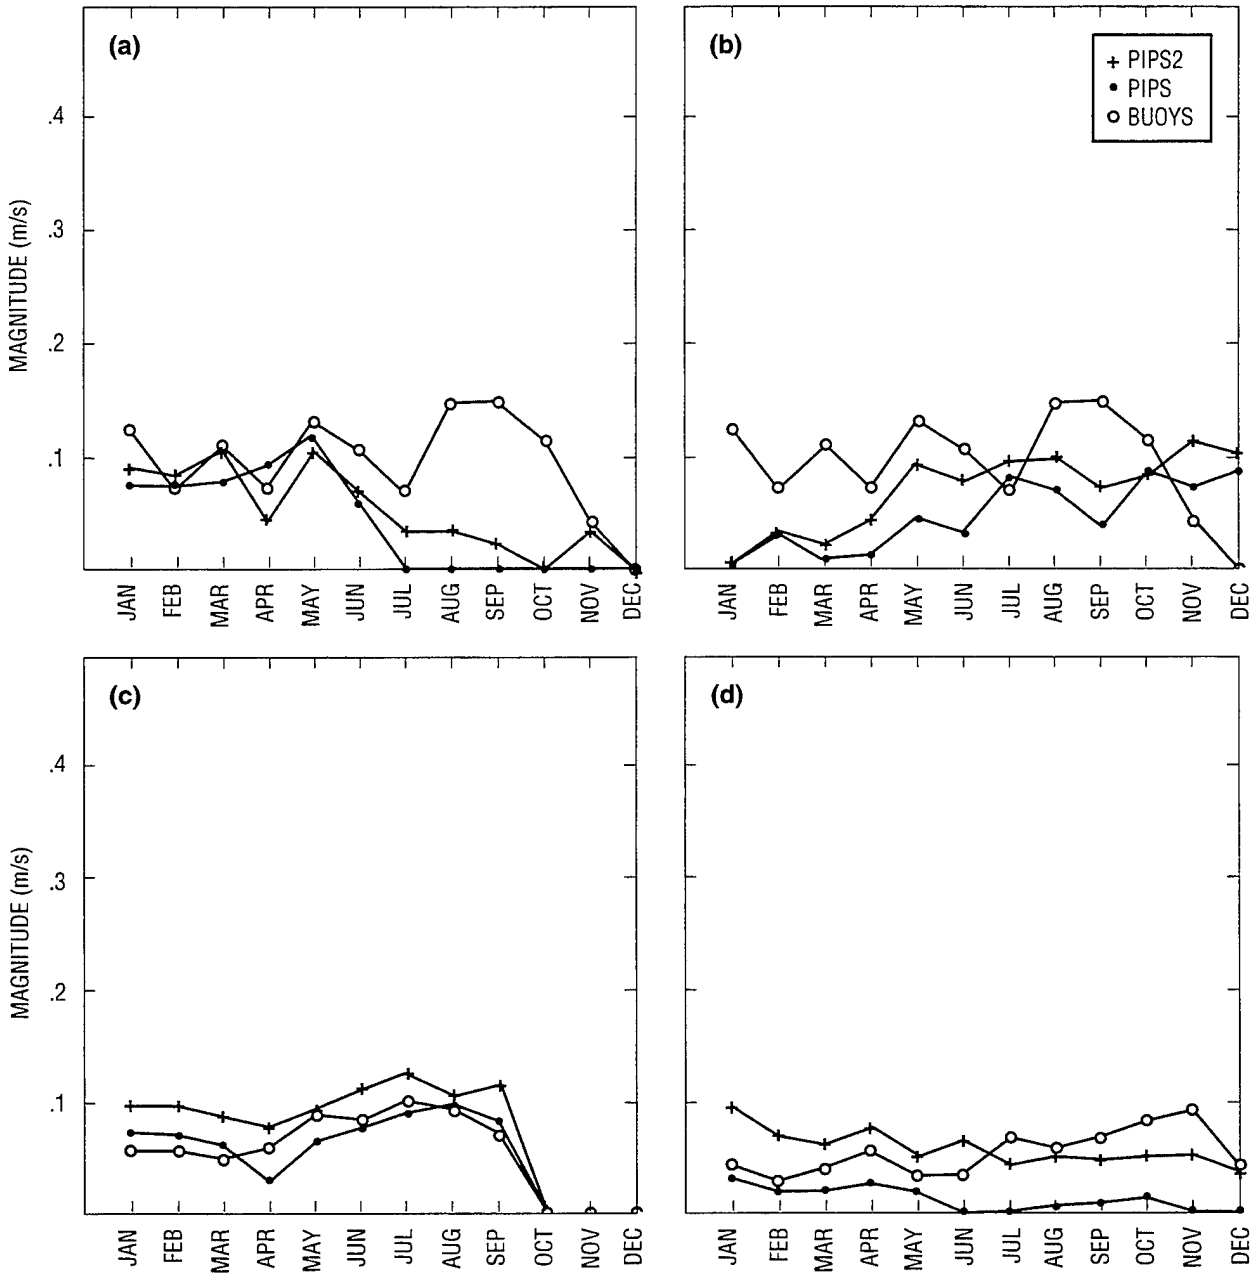 (a)
.4
.3
.2
.1
MAGNITUDE (m/s)
JAN FEB MAR APR MAY JUN JUL AUG SEP OCT NOV DEC
(b)
PIPS2
PIPS
BUOYS
JAN FEB MAR APR MAY JUN JUL AUG SEP OCT NOV DEC
(c)
.4
.3
.2
.1
MAGNITUDE (m/s)
JAN FEB MAR APR MAY JUN JUL AUG SEP OCT NOV DEC
(d)
JAN FEB MAR APR MAY JUN JUL AUG SEP OCT NOV DEC